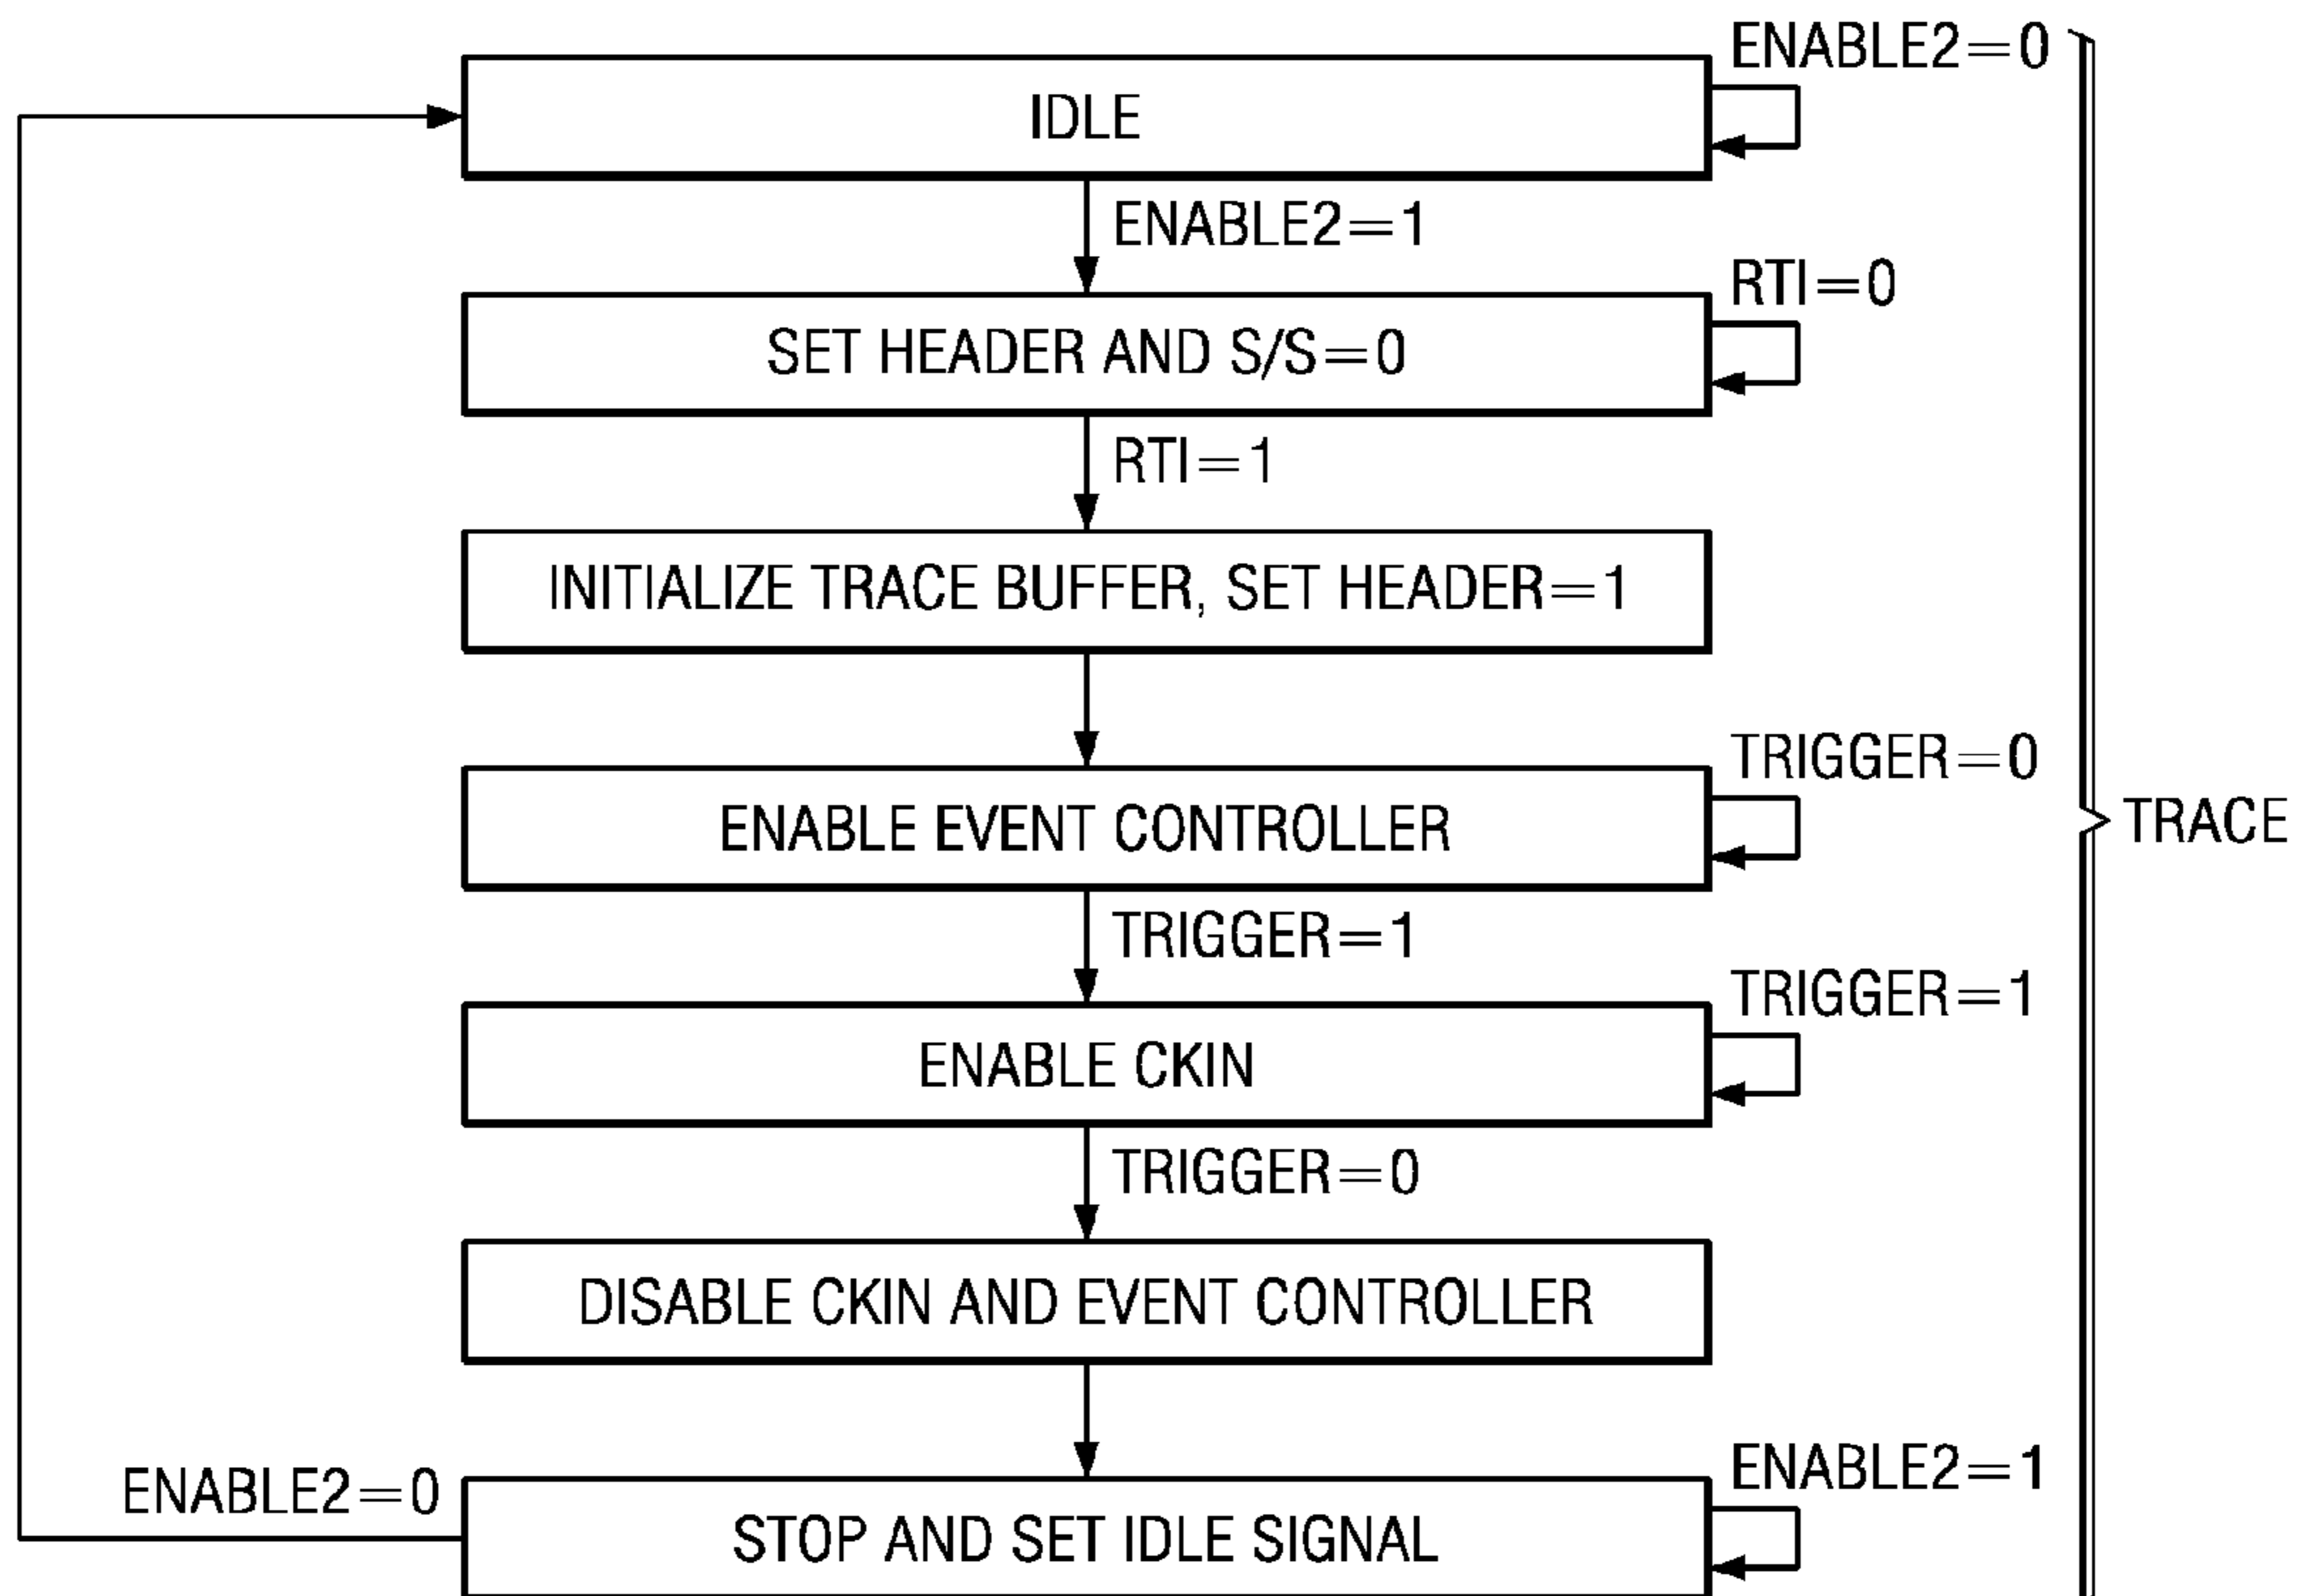 ENABLE2=0
IDLE
ENABLE2=1
RTI=0
SET HEADER AND S/S=0
RTI=1
INITIALIZE TRACE BUFFER, SET HEADER=1
TRIGGER=0
ENABLE EVENT CONTROLLER
TRACE
TRIGGER=1
TRIGGER=1
ENABLE CKIN
TRIGGER=0
DISABLE CKIN AND EVENT CONTROLLER
ENABLE2=0
ENABLE2=1
STOP AND SET IDLE SIGNAL